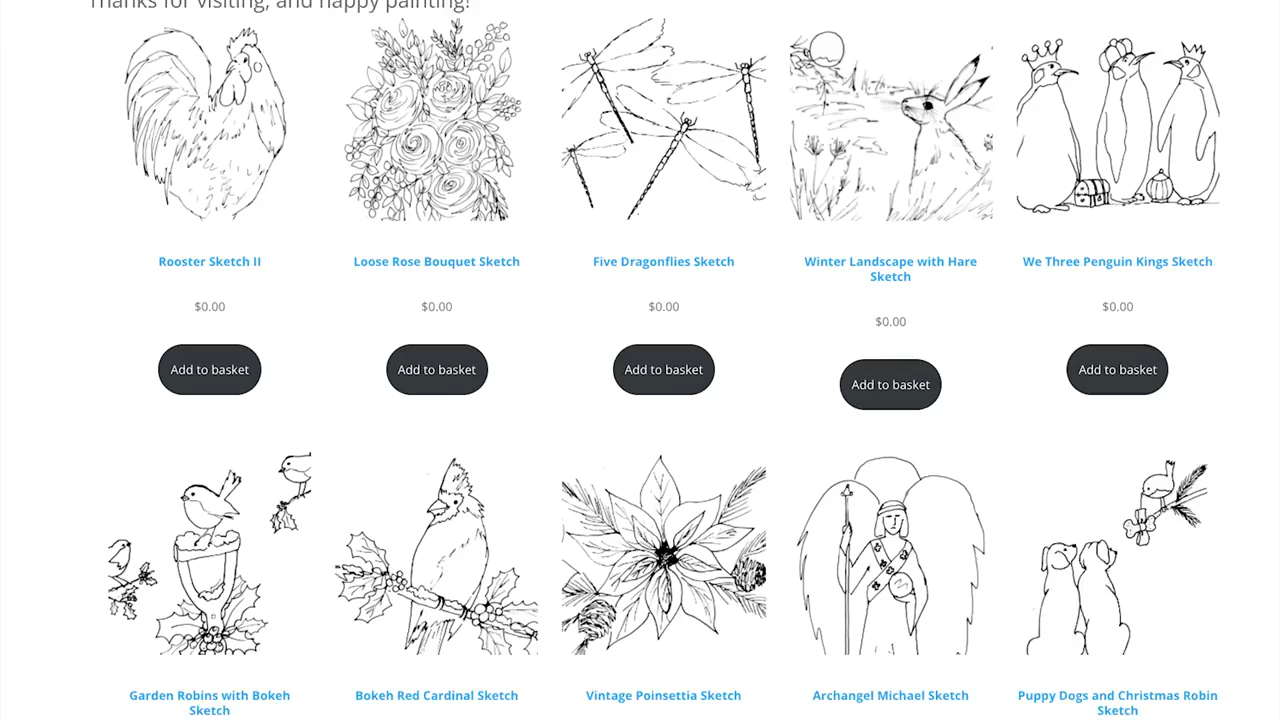 Thanks for visiting, and happy painting!
Rooster Sketch II
Loose Rose Bouquet Sketch
Five Dragonflies Sketch
Winter Landscape with Hare
Sketch
We Three Penguin Kings Sketch
$0.00
$0.00
$0.00
$0.00
$0.00
Add to basket
Add to basket
Add to basket
Add to basket
Add to basket
Garden Robins with Bokeh
Sketch
Bokeh Red Cardinal Sketch
Vintage Poinsettia Sketch
Archangel Michael Sketch
Puppy Dogs and Christmas Robin
Sketch